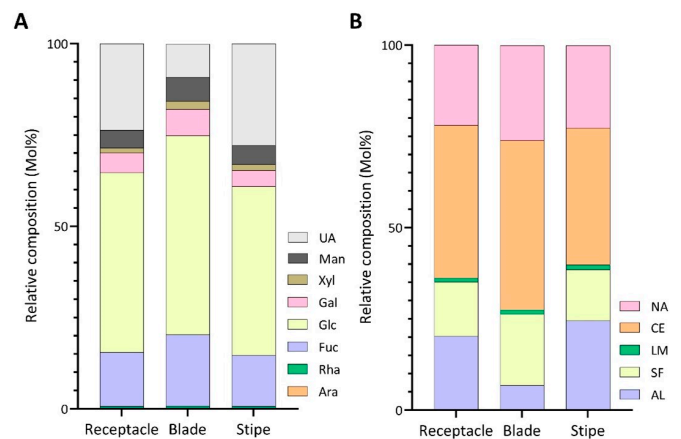 A
Relative composition (Mol%)
100
50
0
Receptacle Blade Stipe
UA
Man
Xyl
Gal
Glc
Fuc
Rha
Ara
B
Relative composition (Mol%)
100
50
0
Receptacle Blade Stipe
NA
CE
LM
SF
AL